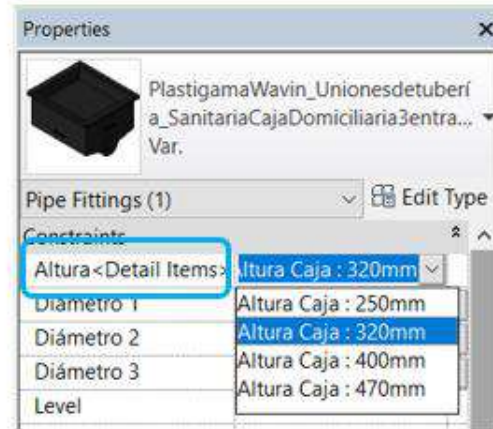 Properties
PlastigamaWavin_Unionesdetuberí
a_SanitariaCajaDomiciliaria3entra...
Var.
Pipe Fittings (1) Edit Type
Constraints
Altura<Detail Items> Altura Caja : 320mm
Diámetro 1 Altura Caja : 250mm
Diámetro 2 Altura Caja : 320mm
Diámetro 3 Altura Caja : 400mm
Level Altura Caja : 470mm